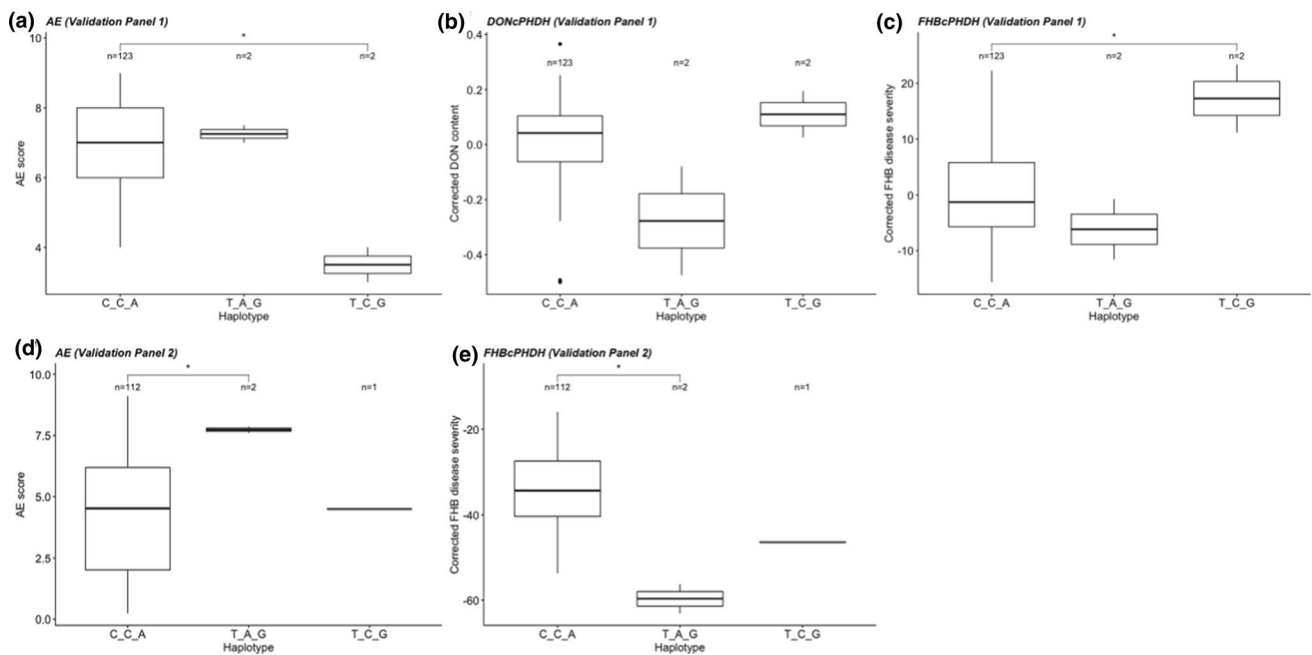 (a) AE (Validation Panel 1)
10
8
6
4
AE score
*
n=123 n=2 n=2
C_C_A T_A_G T_C_G
Haplotype
(b) DONcPHDH (Validation Panel 1)
0.4
0.2
0.0
-0.2
-0.4
Corrected DON content
n=123 n=2 n=2
C_C_A T_A_G T_C_G
Haplotype
(c) FHBcPHDH (Validation Panel 1)
20
10
0
-10
Corrected FHB disease severity
*
n=123 n=2 n=2
C_C_A T_A_G T_C_G
Haplotype
(d) AE (Validation Panel 2)
10.0
7.5
5.0
2.5
0.0
AE score
*
n=112 n=2 n=1
C_C_A T_A_G T_C_G
Haplotype
(e) FHBcPHDH (Validation Panel 2)
-20
-40
-60
Corrected FHB disease severity
*
n=112 n=2 n=1
C_C_A T_A_G T_C_G
Haplotype